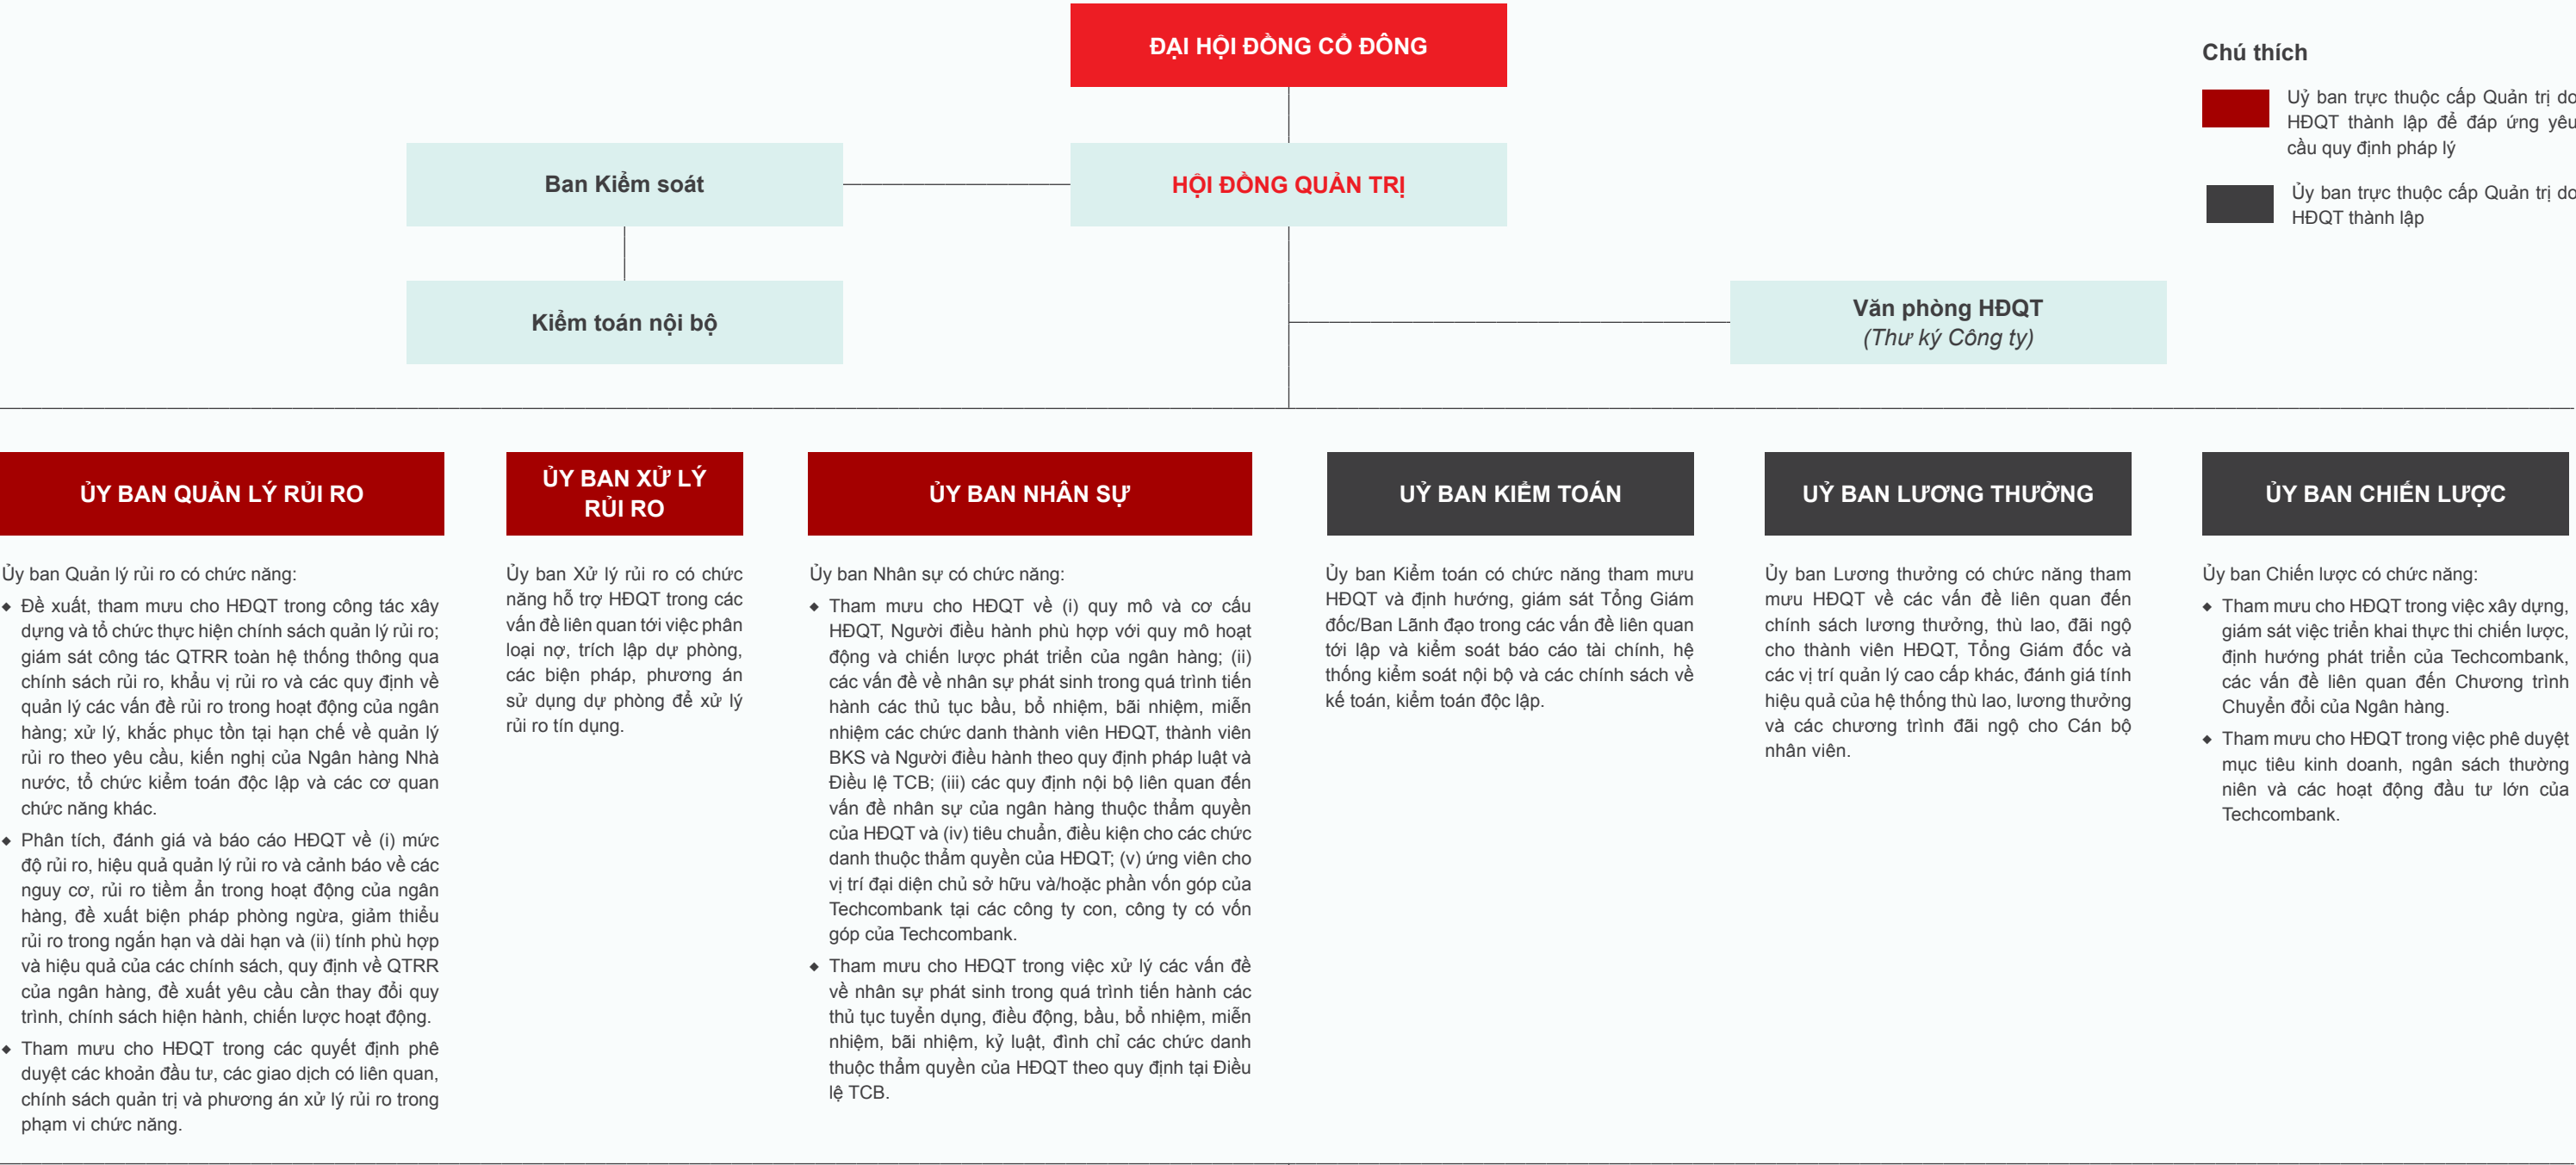 ĐẠI HỘI ĐỒNG CỔ ĐÔNG
Chú thích
Uỷ ban trực thuộc cấp Quản trị do
HĐQT thành lập để đáp ứng yêu
cầu quy định pháp lý
Ủy ban trực thuộc cấp Quản trị do
HĐQT thành lập
Ban Kiểm soát
HỘI ĐỒNG QUẢN TRỊ
Kiểm toán nội bộ
Văn phòng HĐQT
(Thư ký Công ty)
ỦY BAN QUẢN LÝ RỦI RO
Ủy ban Quản lý rủi ro có chức năng:
◆ Đề xuất, tham mưu cho HĐQT trong công tác xây
dựng và tổ chức thực hiện chính sách quản lý rủi ro;
giám sát công tác QTRR toàn hệ thống thông qua
chính sách rủi ro, khẩu vị rủi ro và các quy định về
quản lý các vấn đề rủi ro trong hoạt động của ngân
hàng; xử lý, khắc phục tồn tại hạn chế về quản lý
rủi ro theo yêu cầu, kiến nghị của Ngân hàng Nhà
nước, tổ chức kiểm toán độc lập và các cơ quan
chức năng khác.
◆ Phân tích, đánh giá và báo cáo HĐQT về (i) mức
độ rủi ro, hiệu quả quản lý rủi ro và cảnh báo về các
nguy cơ, rủi ro tiềm ẩn trong hoạt động của ngân
hàng, đề xuất biện pháp phòng ngừa, giảm thiểu
rủi ro trong ngắn hạn và dài hạn và (ii) tính phù hợp
và hiệu quả của các chính sách, quy định về QTRR
của ngân hàng, đề xuất yêu cầu cần thay đổi quy
trình, chính sách hiện hành, chiến lược hoạt động.
◆ Tham mưu cho HĐQT trong các quyết định phê
duyệt các khoản đầu tư, các giao dịch có liên quan,
chính sách quản trị và phương án xử lý rủi ro trong
phạm vi chức năng.
ỦY BAN XỬ LÝ
RỦI RO
Ủy ban Xử lý rủi ro có chức
năng hỗ trợ HĐQT trong các
vấn đề liên quan tới việc phân
loại nợ, trích lập dự phòng,
các biện pháp, phương án
sử dụng dự phòng để xử lý
rủi ro tín dụng.
ỦY BAN NHÂN SỰ
Ủy ban Nhân sự có chức năng:
◆ Tham mưu cho HĐQT về (i) quy mô và cơ cấu
HĐQT, Người điều hành phù hợp với quy mô hoạt
động và chiến lược phát triển của ngân hàng; (ii)
các vấn đề về nhân sự phát sinh trong quá trình tiến
hành các thủ tục bầu, bổ nhiệm, bãi nhiệm, miễn
nhiệm các chức danh thành viên HĐQT, thành viên
BKS và Người điều hành theo quy định pháp luật và
Điều lệ TCB; (iii) các quy định nội bộ liên quan đến
vấn đề nhân sự của ngân hàng thuộc thẩm quyền
của HĐQT và (iv) tiêu chuẩn, điều kiện cho các chức
danh thuộc thẩm quyền của HĐQT; (v) ứng viên cho
vị trí đại diện chủ sở hữu và/hoặc phần vốn góp của
Techcombank tại các công ty con, công ty có vốn
góp của Techcombank.
◆ Tham mưu cho HĐQT trong việc xử lý các vấn đề
về nhân sự phát sinh trong quá trình tiến hành các
thủ tục tuyển dụng, điều động, bầu, bổ nhiệm, miễn
nhiệm, bãi nhiệm, kỷ luật, đình chỉ các chức danh
thuộc thẩm quyền của HĐQT theo quy định tại Điều
lệ TCB.
UỶ BAN KIỂM TOÁN
Ủy ban Kiểm toán có chức năng tham mưu
HĐQT và định hướng, giám sát Tổng Giám
đốc/Ban Lãnh đạo trong các vấn đề liên quan
tới lập và kiểm soát báo cáo tài chính, hệ
thống kiểm soát nội bộ và các chính sách về
kế toán, kiểm toán độc lập.
UỶ BAN LƯƠNG THƯỞNG
Ủy ban Lương thưởng có chức năng tham
mưu HĐQT về các vấn đề liên quan đến
chính sách lương thưởng, thù lao, đãi ngộ
cho thành viên HĐQT, Tổng Giám đốc và
các vị trí quản lý cao cấp khác, đánh giá tính
hiệu quả của hệ thống thù lao, lương thưởng
và các chương trình đãi ngộ cho Cán bộ
nhân viên.
ỦY BAN CHIẾN LƯỢC
Ủy ban Chiến lược có chức năng:
◆ Tham mưu cho HĐQT trong việc xây dựng,
giám sát việc triển khai thực thi chiến lược,
định hướng phát triển của Techcombank,
các vấn đề liên quan đến Chương trình
Chuyển đổi của Ngân hàng.
◆ Tham mưu cho HĐQT trong việc phê duyệt
mục tiêu kinh doanh, ngân sách thường
niên và các hoạt động đầu tư lớn của
Techcombank.